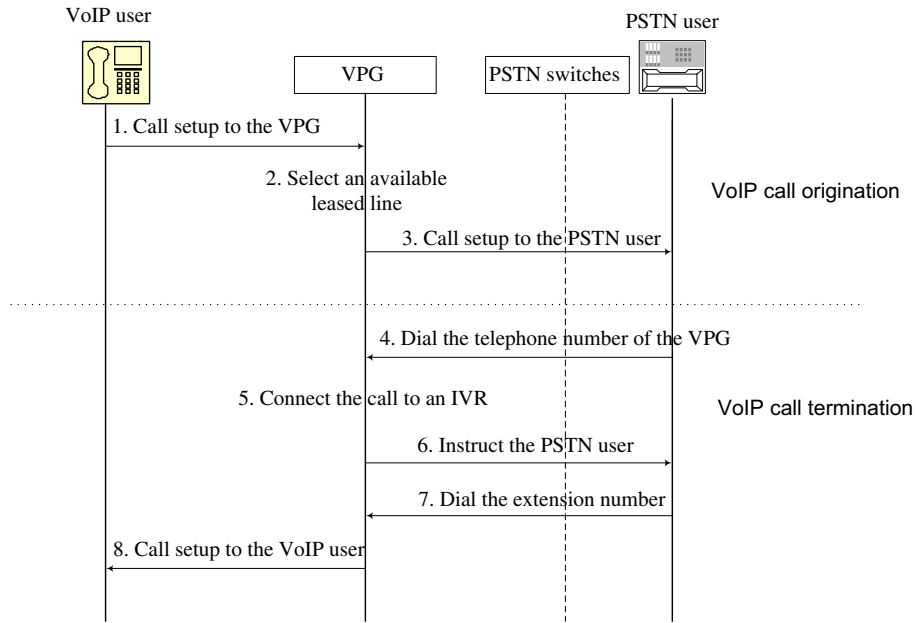 VoIP user
PSTN user
VPG
PSTN switches
1. Call setup to the VPG
2. Select an available
leased line
VoIP call origination
3. Call setup to the PSTN user
4. Dial the telephone number of the VPG
5. Connect the call to an IVR
VoIP call termination
6. Instruct the PSTN user
7. Dial the extension number
8. Call setup to the VoIP user